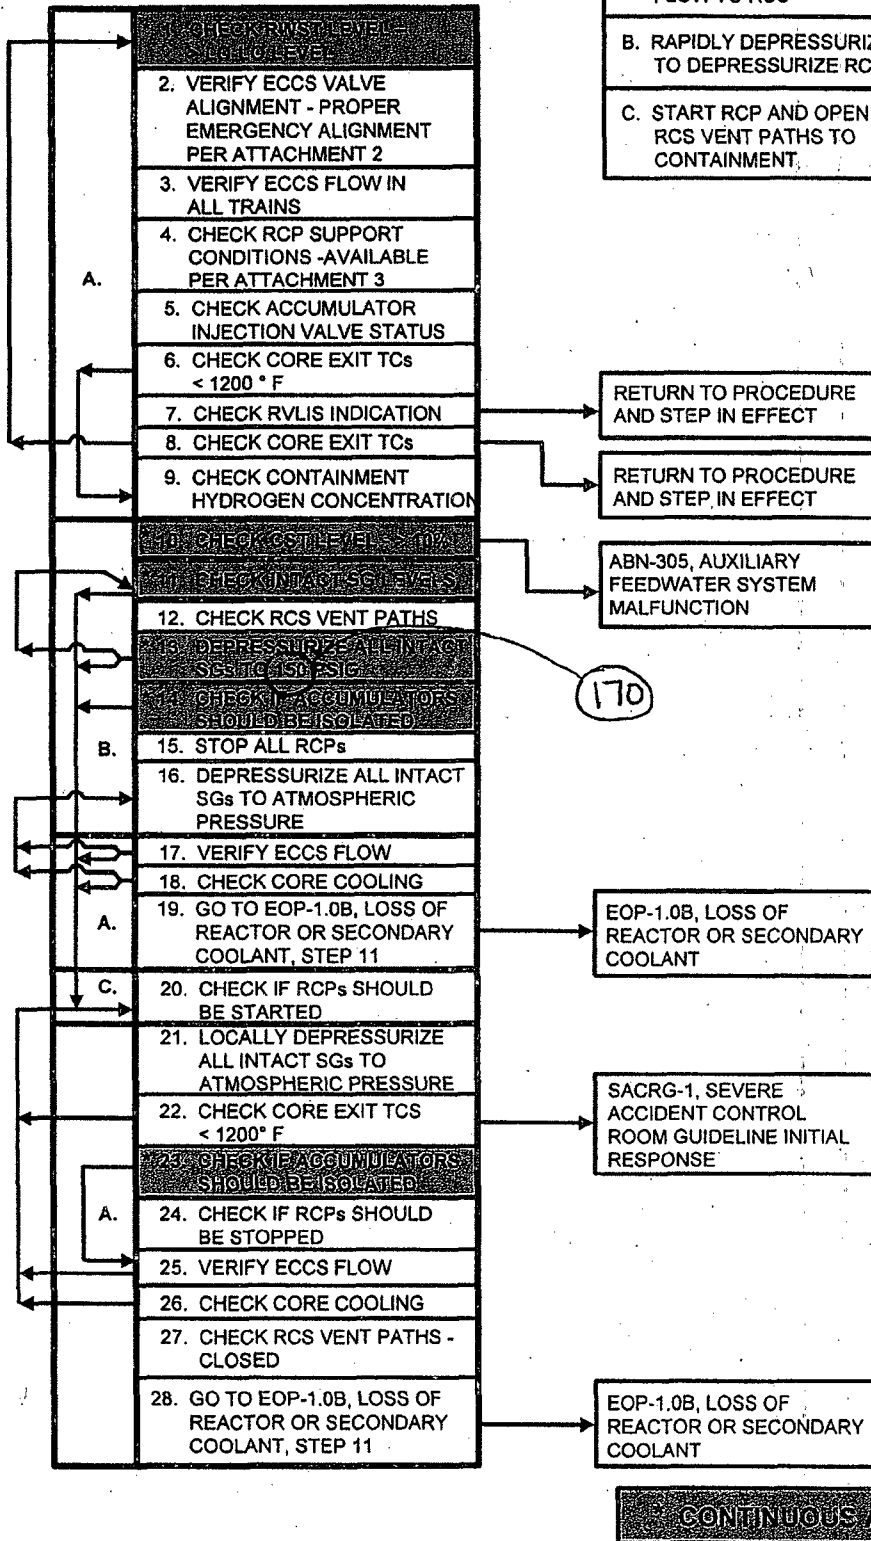 * 1. CHECK RWST LEVEL -
> LO-LO LEVEL
2. VERIFY ECCS VALVE
ALIGNMENT - PROPER
EMERGENCY ALIGNMENT
PER ATTACHMENT 2
3. VERIFY ECCS FLOW IN
ALL TRAINS
4. CHECK RCP SUPPORT
CONDITIONS -AVAILABLE
PER ATTACHMENT 3
A.
5. CHECK ACCUMULATOR
INJECTION VALVE STATUS
6. CHECK CORE EXIT TCs
< 1200 ° F
7. CHECK RVLIS INDICATION
8. CHECK CORE EXIT TCs
9. CHECK CONTAINMENT
HYDROGEN CONCENTRATION
* 10. CHECK CST LEVEL - > 10%
* 11. CHECK INTACT SG LEVELS
12. CHECK RCS VENT PATHS
* 13. DEPRESSURIZE ALL INTACT
SGs TO 150 PSIG
* 14. CHECK IF ACCUMULATORS
SHOULD BE ISOLATED
B.
15. STOP ALL RCPs
16. DEPRESSURIZE ALL INTACT
SGs TO ATMOSPHERIC
PRESSURE
17. VERIFY ECCS FLOW
18. CHECK CORE COOLING
A.
19. GO TO EOP-1.0B, LOSS OF
REACTOR OR SECONDARY
COOLANT, STEP 11
C.
20. CHECK IF RCPs SHOULD
BE STARTED
21. LOCALLY DEPRESSURIZE
ALL INTACT SGs TO
ATMOSPHERIC PRESSURE
22. CHECK CORE EXIT TCS
< 1200° F
* 23. CHECK IF ACCUMULATORS
SHOULD BE ISOLATED
A.
24. CHECK IF RCPs SHOULD
BE STOPPED
25. VERIFY ECCS FLOW
26. CHECK CORE COOLING
27. CHECK RCS VENT PATHS -
CLOSED
28. GO TO EOP-1.0B, LOSS OF
REACTOR OR SECONDARY
COOLANT, STEP 11
B. RAPIDLY DEPRESSURIZ
TO DEPRESSURIZE RC
C. START RCP AND OPEN
RCS VENT PATHS TO
CONTAINMENT
RETURN TO PROCEDURE
AND STEP IN EFFECT
RETURN TO PROCEDURE
AND STEP IN EFFECT
ABN-305, AUXILIARY
FEEDWATER SYSTEM
MALFUNCTION
170
EOP-1.0B, LOSS OF
REACTOR OR SECONDARY
COOLANT
SACRG-1, SEVERE
ACCIDENT CONTROL
ROOM GUIDELINE INITIAL
RESPONSE
EOP-1.0B, LOSS OF
REACTOR OR SECONDARY
COOLANT
* CONTINUOUS A